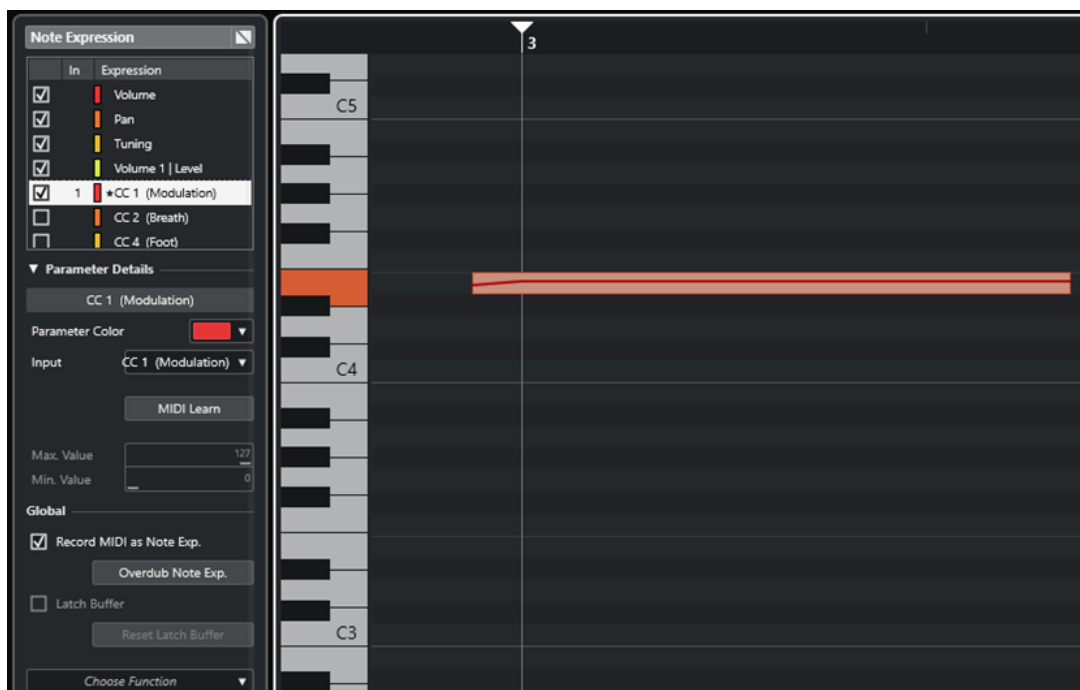 Note Expression
In Expression
Volume
Pan
Tuning
Volume 1 | Level
1 *CC 1 (Modulation)
CC 2 (Breath)
CC 4 (Foot)
Parameter Details
CC 1 (Modulation)
Parameter Color
Input CC 1 (Modulation)
MIDI Learn
Max. Value 127
Min. Value 0
Global
Record MIDI as Note Exp.
Overdub Note Exp.
Latch Buffer
Reset Latch Buffer
Choose Function
3
C5
C4
C3